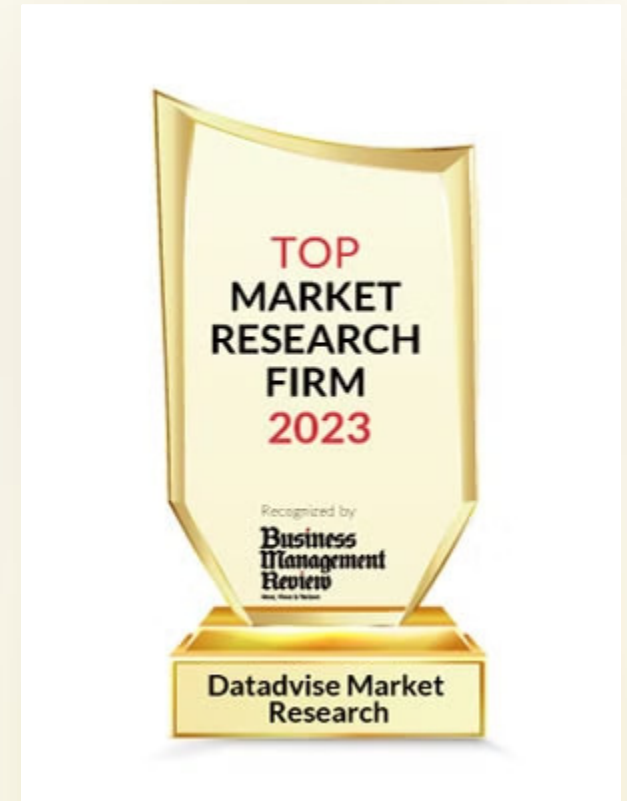 TOP
MARKET
RESEARCH
FIRM
2023
Recognized by
Business
Management
Review
Datadvise Market
Research